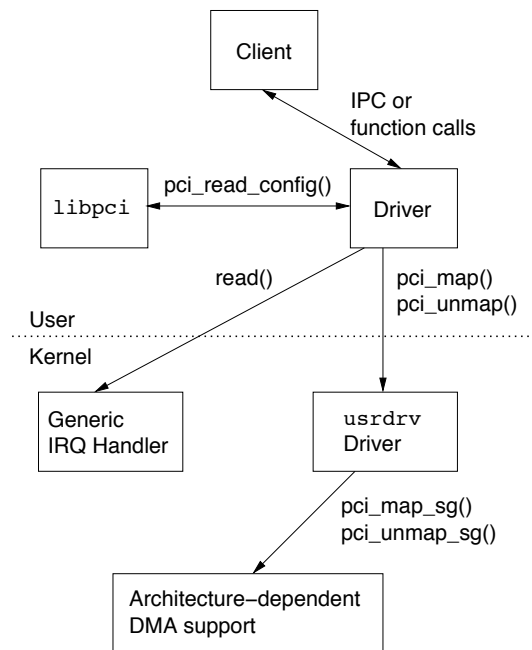 Client
IPC or
function calls
pci_read_config()
libpci
Driver
read()
pci_map()
pci_unmap()
User
Kernel
Generic
IRQ Handler
usrdrv
Driver
pci_map_sg()
pci_unmap_sg()
Architecture−dependent
DMA support